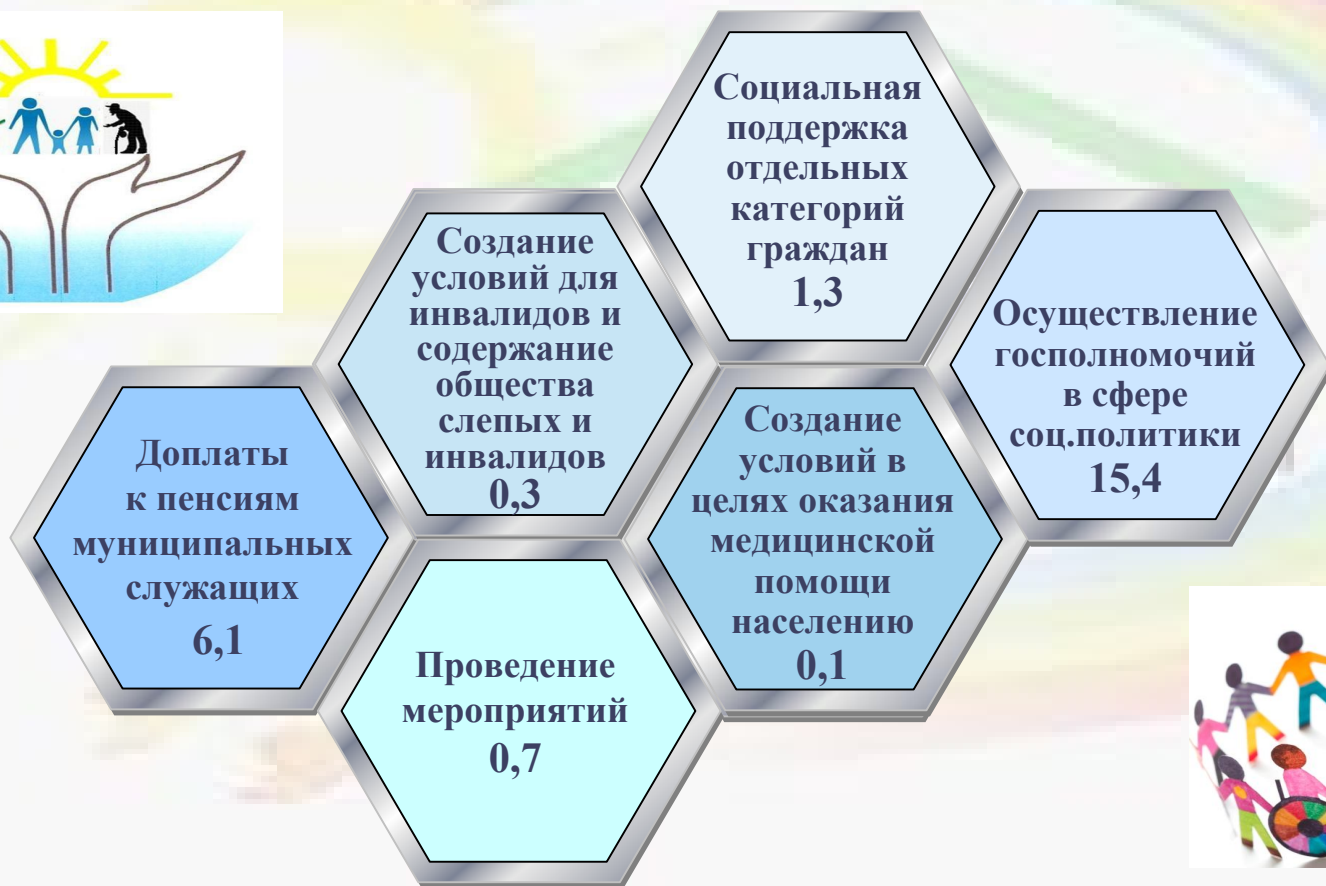 Социальная
поддержка
отдельных
категорий
граждан
1,3
Создание
условий для
инвалидов и
содержание
общества
слепых и
инвалидов
0,3
Осуществление
госполномочий
в сфере
соц.политики
15,4
Доплаты
к пенсиям
муниципальных
служащих
6,1
Создание
условий в
целях оказания
медицинской
помощи
населению
0,1
Проведение
мероприятий
0,7